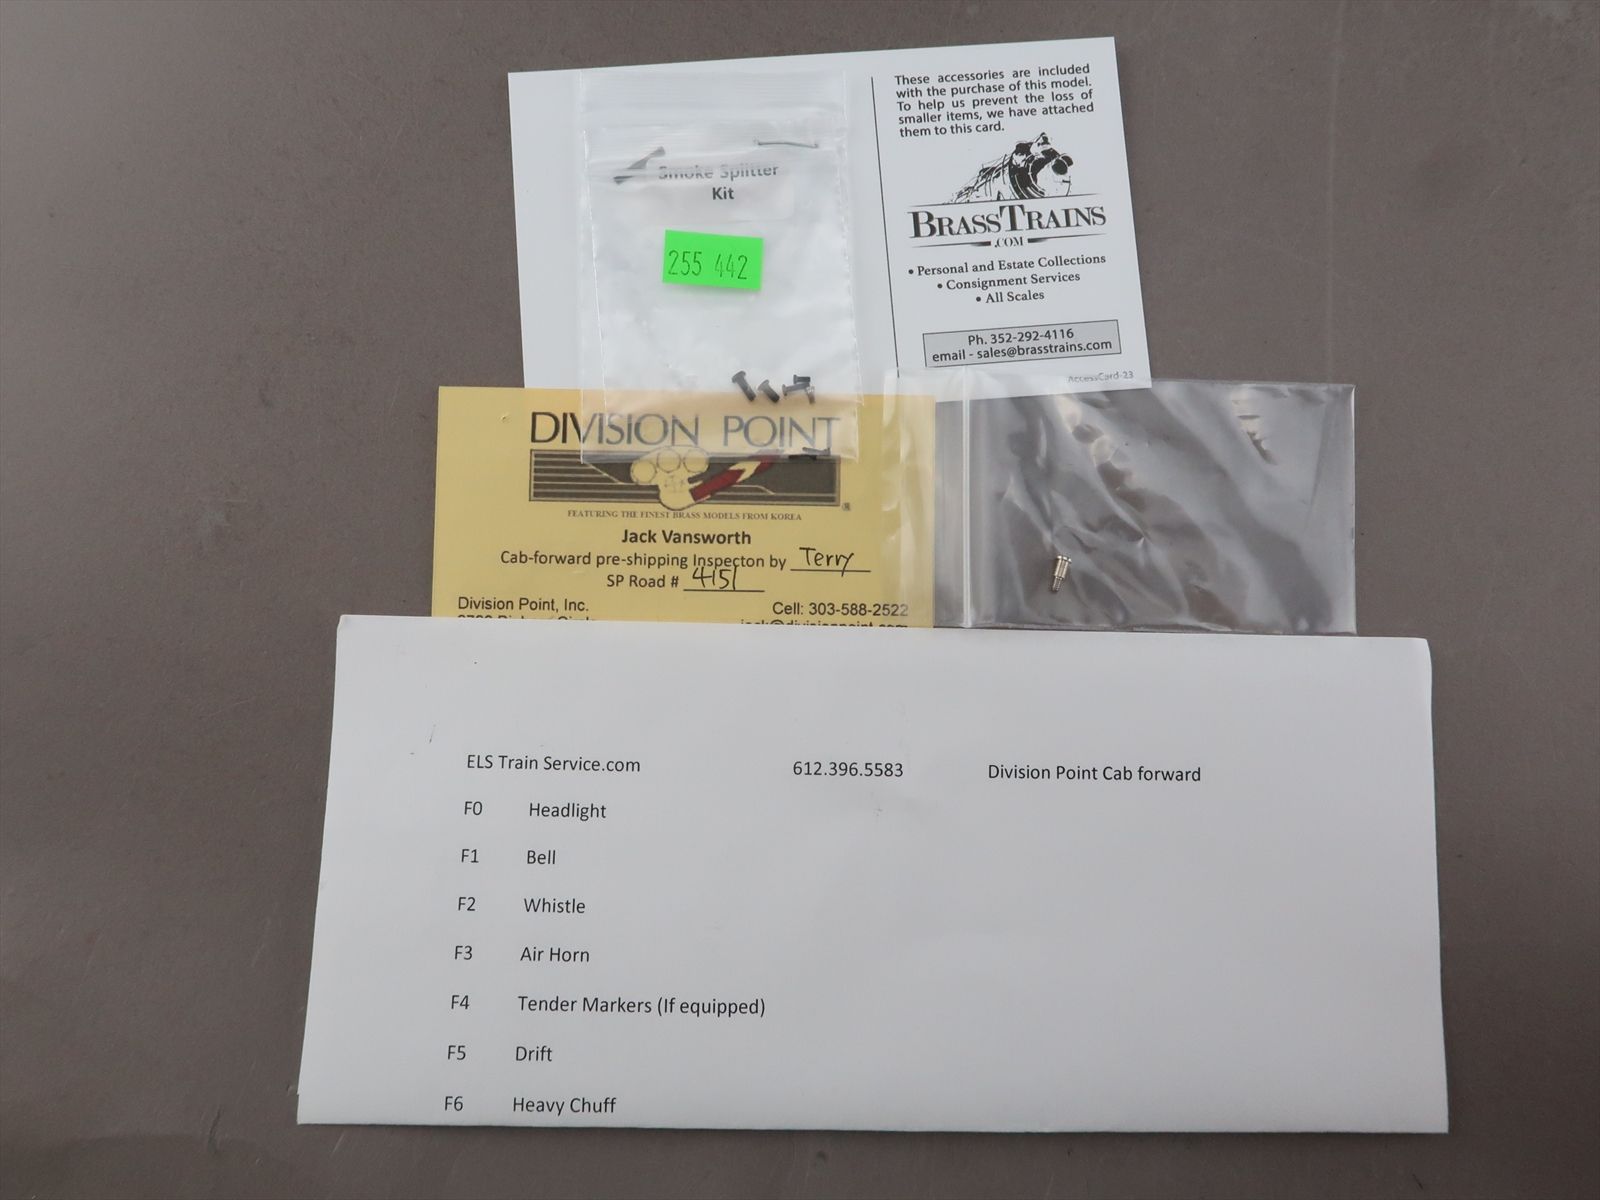 These accessories are included
with the purchase of this model.
To help us prevent the loss of
smaller items, we have attached
them to this card.
BRASSTRAINS
.COM
• Personal and Estate Collections
• Consignment Services
• All Scales
Ph. 352-292-4116
email - sales@brasstrains.com
AccessCard-23
Smoke Splitter
Kit
255 442
DIVISION POINT
®
FEATURING THE FINEST BRASS MODELS FROM KOREA
Jack Vansworth
Cab-forward pre-shipping Inspecton by Terry
SP Road # 4151
Division Point, Inc.
Cell: 303-588-2522
jack@divisionpoint.com
ELS Train Service.com 612.396.5583 Division Point Cab forward
F0 Headlight
F1 Bell
F2 Whistle
F3 Air Horn
F4 Tender Markers (If equipped)
F5 Drift
F6 Heavy Chuff